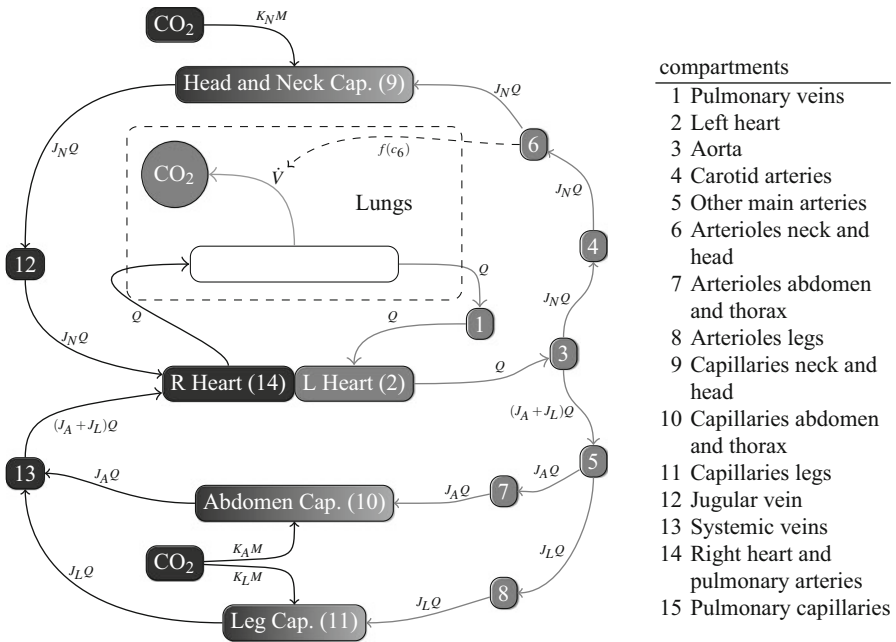 CO2
K_N M
Head and Neck Cap. (9)
J_N Q
J_N Q
6
f(c6)
V̇
CO2
Lungs
J_N Q
4
12
Q
Q
1
J_N Q
Q
J_N Q
3
R Heart (14)
L Heart (2)
Q
(J_A + J_L)Q
(J_A + J_L)Q
13
J_A Q
5
J_A Q
7
J_A Q
Abdomen Cap. (10)
CO2
K_A M
K_L M
J_L Q
J_L Q
8
J_L Q
Leg Cap. (11)
compartments
1 Pulmonary veins
2 Left heart
3 Aorta
4 Carotid arteries
5 Other main arteries
6 Arterioles neck and
head
7 Arterioles abdomen
and thorax
8 Arterioles legs
9 Capillaries neck and
head
10 Capillaries abdomen
and thorax
11 Capillaries legs
12 Jugular vein
13 Systemic veins
14 Right heart and
pulmonary arteries
15 Pulmonary capillaries